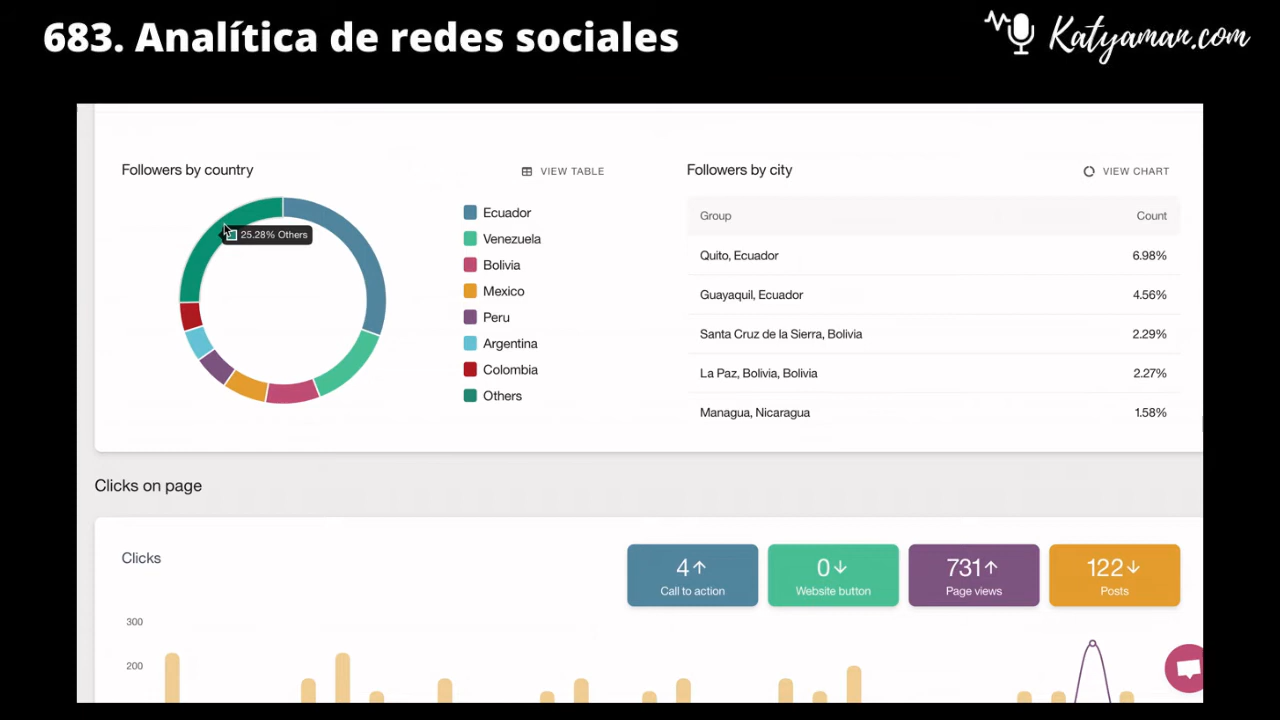 683. Analítica de redes sociales
Katyaman.com
Followers by country
VIEW TABLE
25.28% Others
Ecuador
Venezuela
Bolivia
Mexico
Peru
Argentina
Colombia
Others
Followers by city
VIEW CHART
Group Count
Quito, Ecuador 6.98%
Guayaquil, Ecuador 4.56%
Santa Cruz de la Sierra, Bolivia 2.29%
La Paz, Bolivia, Bolivia 2.27%
Managua, Nicaragua 1.58%
Clicks on page
Clicks
4↑
Call to action
0↓
Website button
731↑
Page views
122↓
Posts
300
200